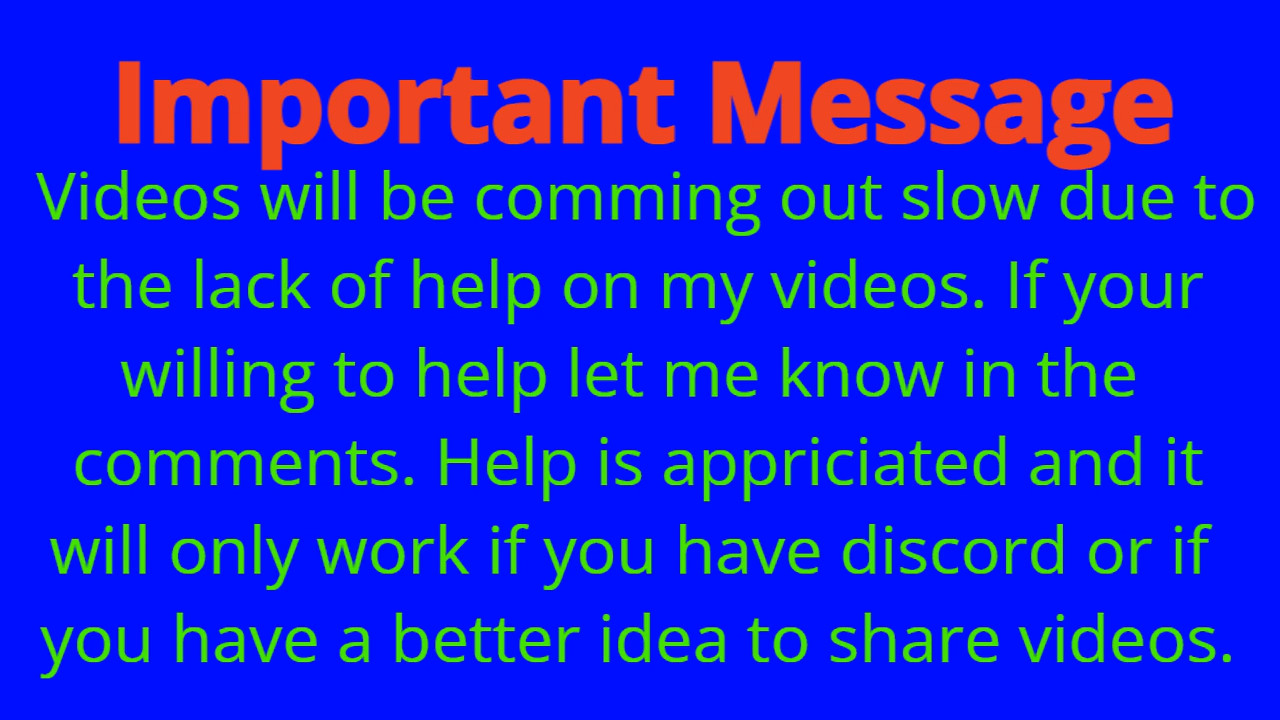 Important Message
Videos will be comming out slow due to
the lack of help on my videos. If your
willing to help let me know in the
comments. Help is appriciated and it
will only work if you have discord or if
you have a better idea to share videos.